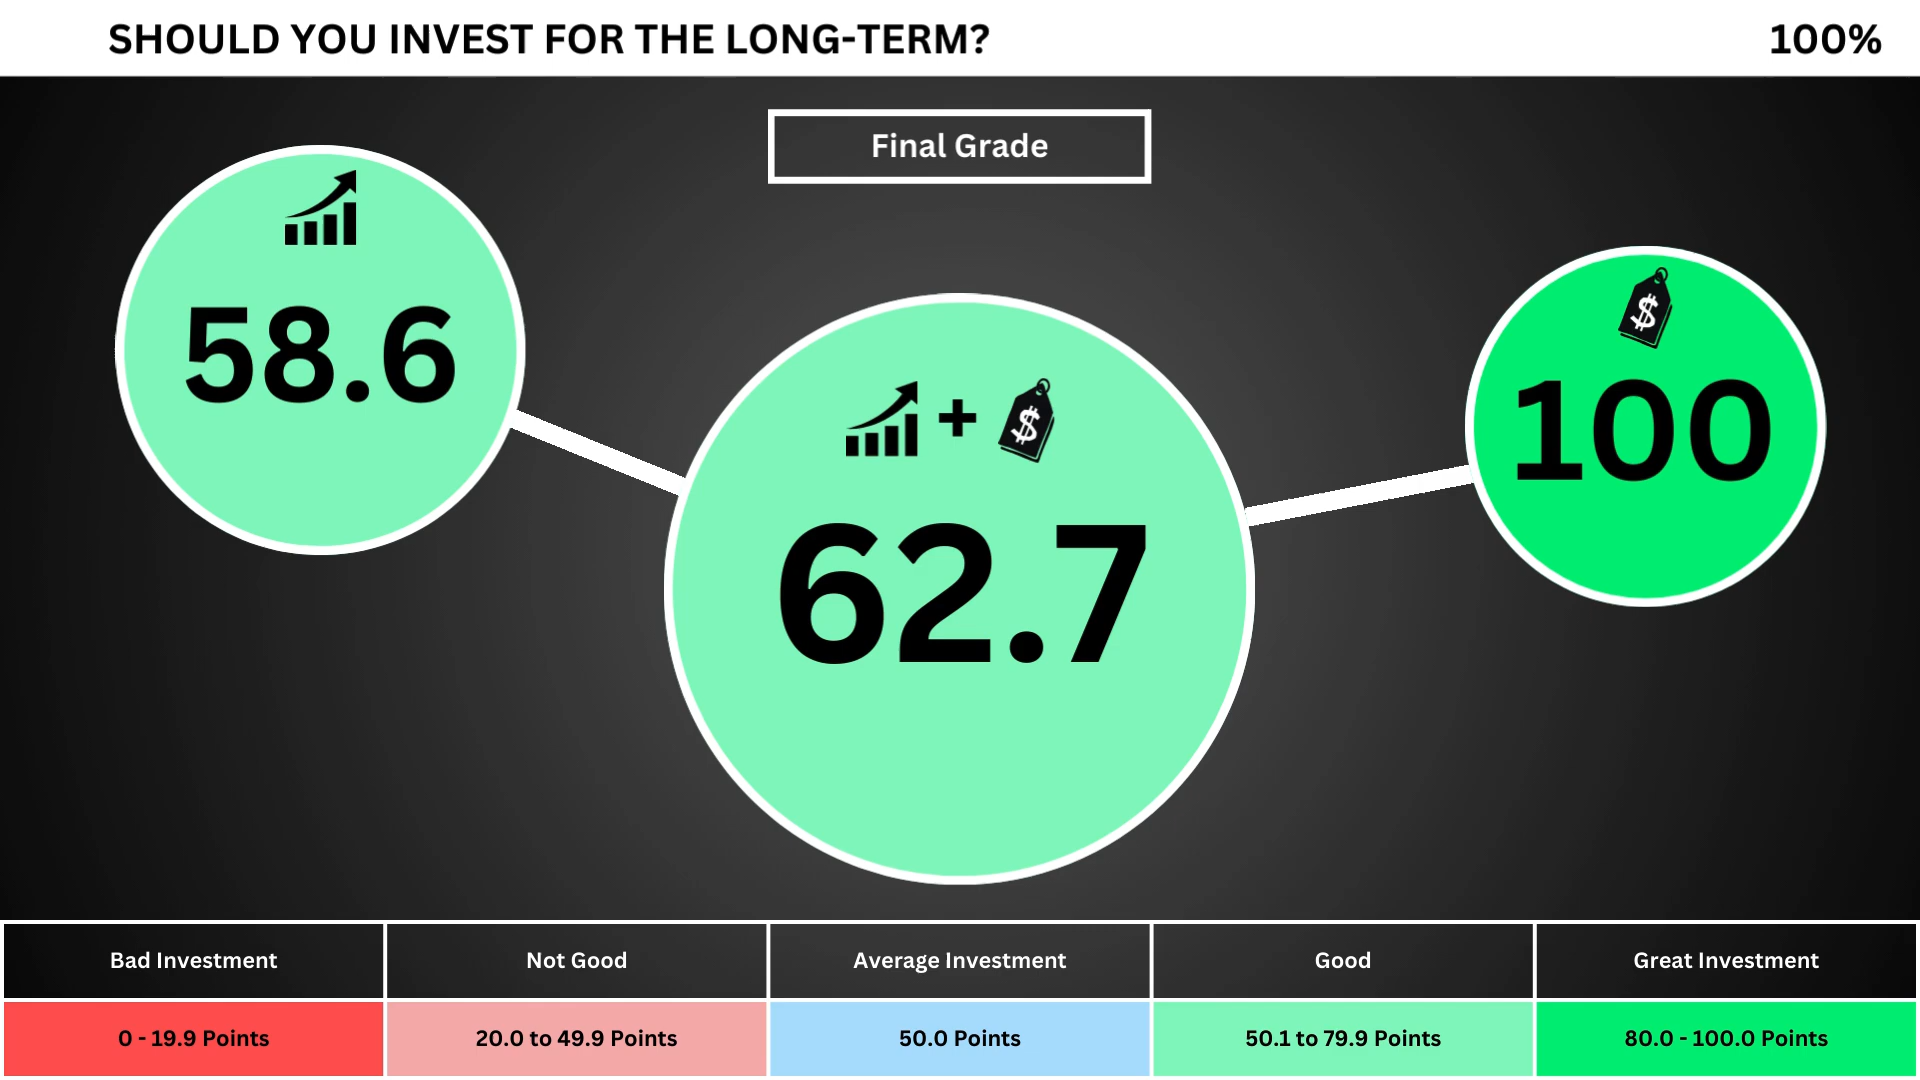 SHOULD YOU INVEST FOR THE LONG-TERM?
100%
Final Grade
58.6
$
100
+
$
62.7
Bad Investment
Not Good
Average Investment
Good
Great Investment
0 - 19.9 Points
20.0 to 49.9 Points
50.0 Points
50.1 to 79.9 Points
80.0 - 100.0 Points